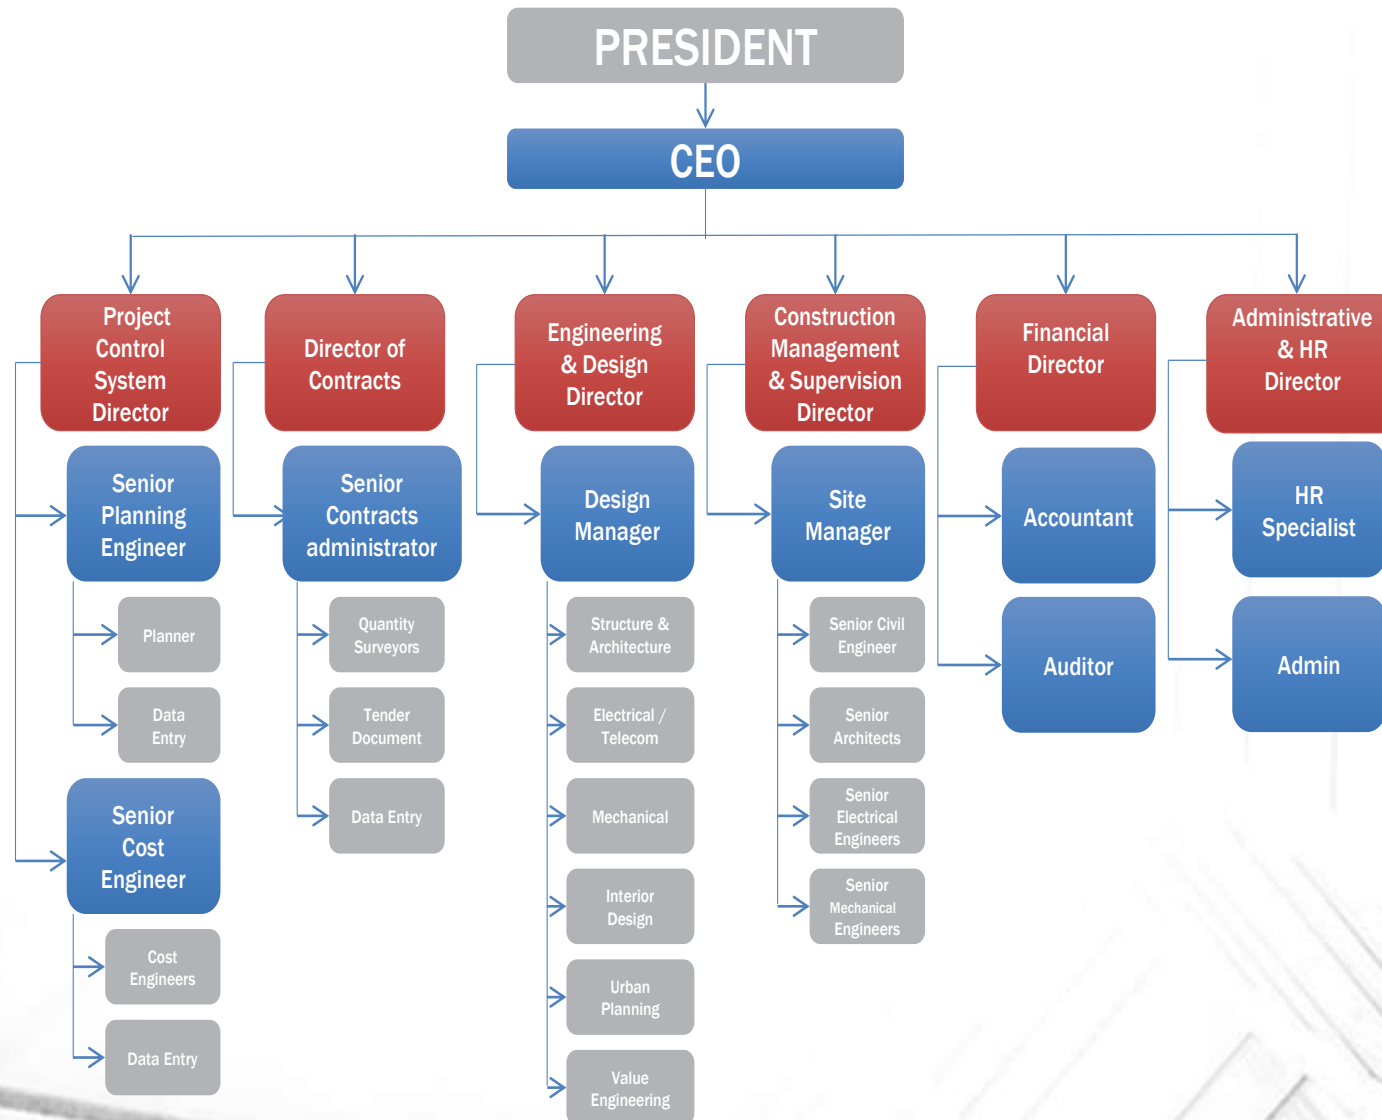 PRESIDENT
CEO
Project
Control
System
Director
Director of
Contracts
Engineering
& Design
Director
Construction
Management
& Supervision
Director
Financial
Director
Administrative
& HR
Director
Senior
Planning
Engineer
Senior
Contracts
administrator
Design
Manager
Site
Manager
Accountant
HR
Specialist
Planner
Quantity
Surveyors
Structure &
Architecture
Senior Civil
Engineer
Auditor
Admin
Data
Entry
Tender
Document
Electrical /
Telecom
Senior
Architects
Senior
Cost
Engineer
Data Entry
Mechanical
Senior
Electrical
Engineers
Interior
Design
Senior
Mechanical
Engineers
Cost
Engineers
Urban
Planning
Data Entry
Value
Engineering